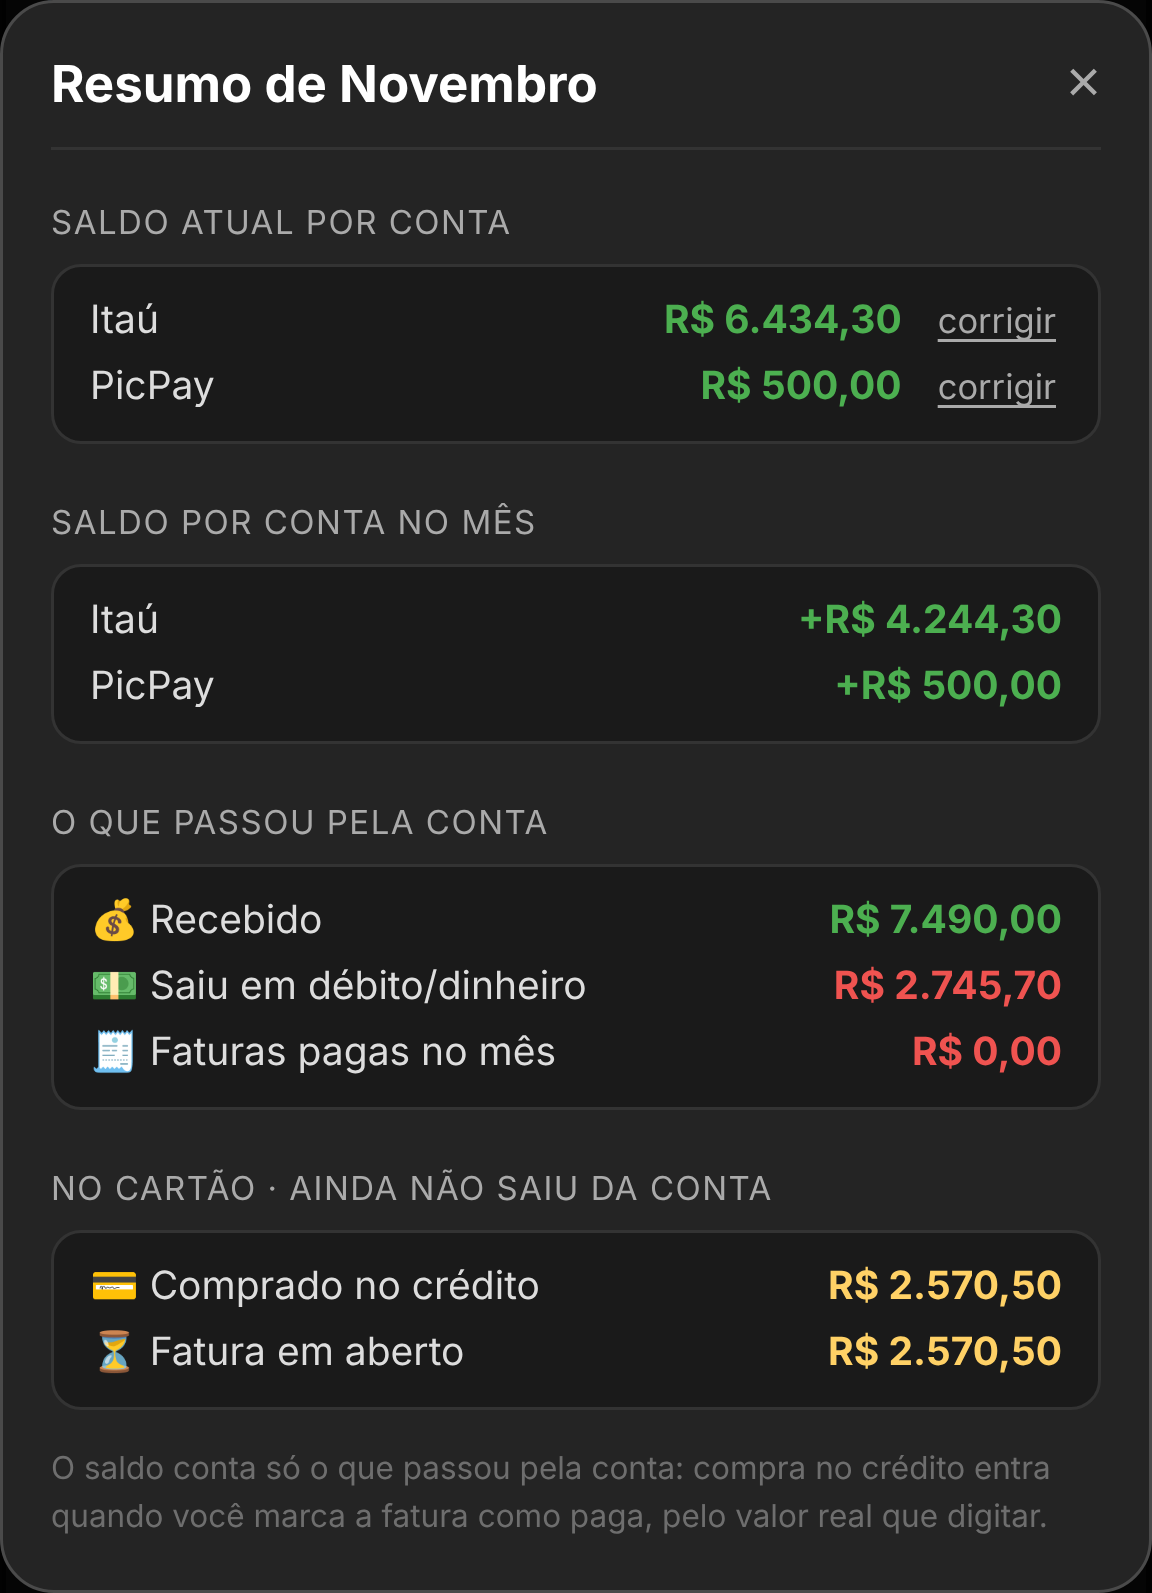 Resumo de Novembro ×
SALDO ATUAL POR CONTA
Itaú R$ 6.434,30 corrigir
PicPay R$ 500,00 corrigir
SALDO POR CONTA NO MÊS
Itaú +R$ 4.244,30
PicPay +R$ 500,00
O QUE PASSOU PELA CONTA
💰 Recebido R$ 7.490,00
💵 Saiu em débito/dinheiro R$ 2.745,70
🧾 Faturas pagas no mês R$ 0,00
NO CARTÃO · AINDA NÃO SAIU DA CONTA
💳 Comprado no crédito R$ 2.570,50
⏳ Fatura em aberto R$ 2.570,50
O saldo conta só o que passou pela conta: compra no crédito entra
quando você marca a fatura como paga, pelo valor real que digitar.